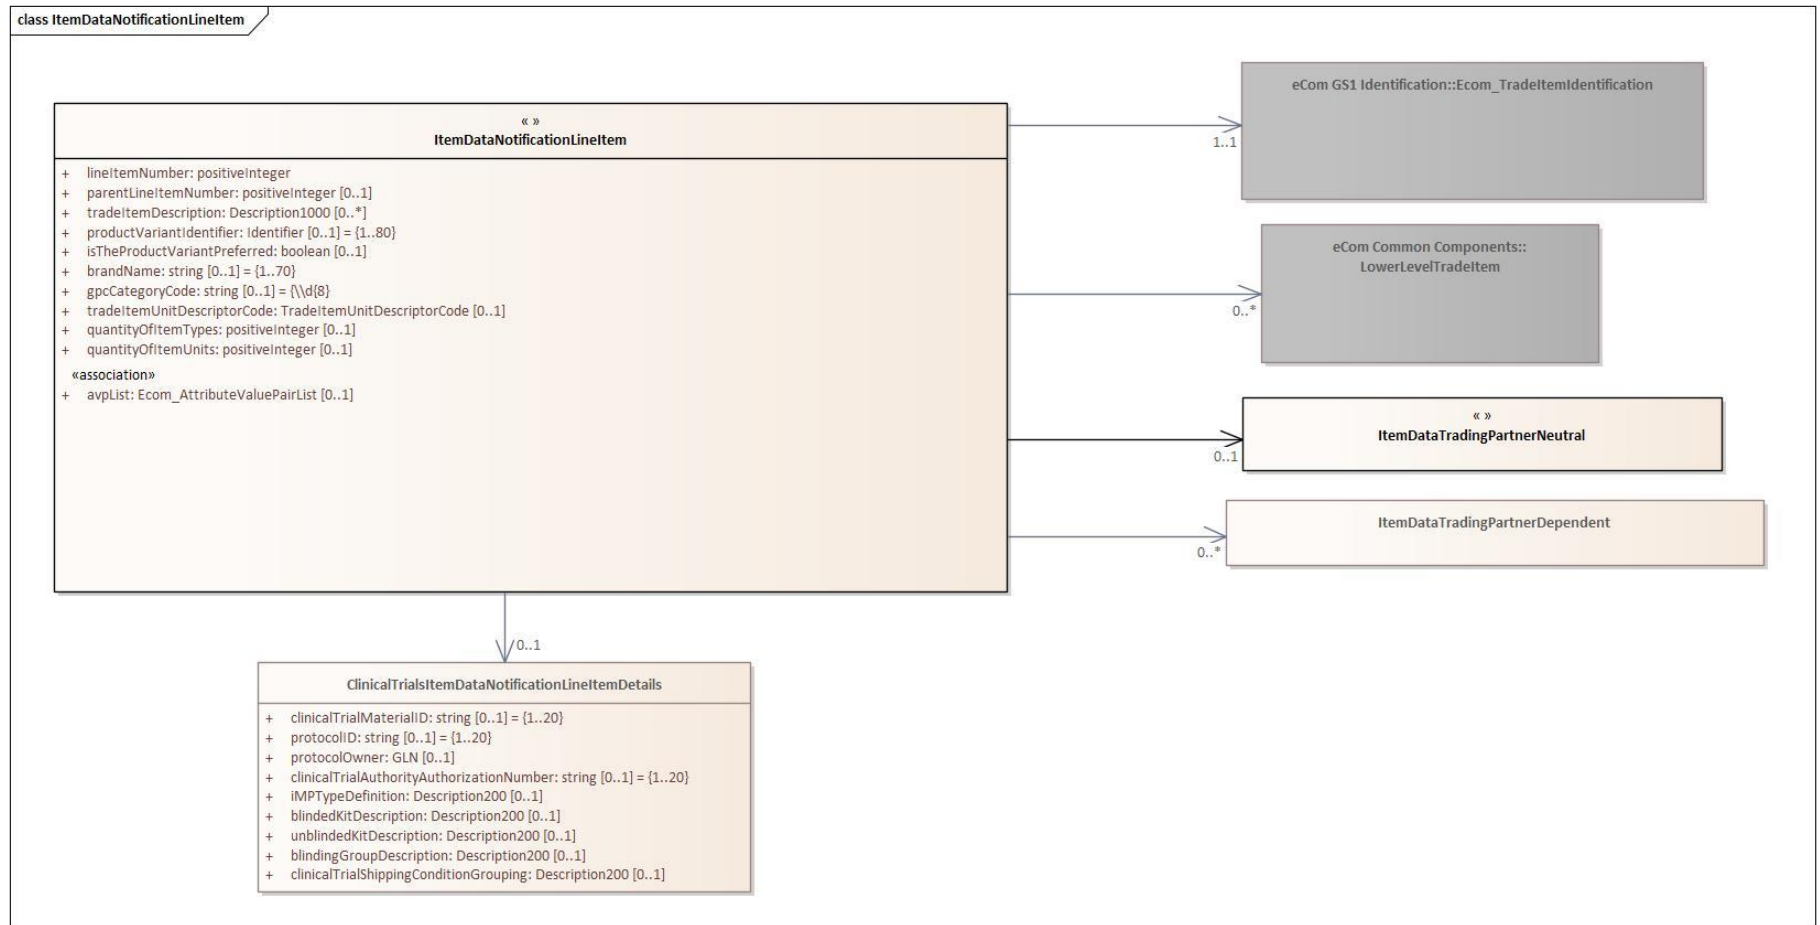 class ItemDataNotificationLineItem
« »
ItemDataNotificationLineItem
+ lineItemNumber: positiveInteger
+ parentLineItemNumber: positiveInteger [0..1]
+ tradeItemDescription: Description1000 [0..*]
+ productVariantIdentifier: Identifier [0..1] = {1..80}
+ isTheProductVariantPreferred: boolean [0..1]
+ brandName: string [0..1] = {1..70}
+ gpcCategoryCode: string [0..1] = {\\d{8}
+ tradeItemUnitDescriptorCode: TradeItemUnitDescriptorCode [0..1]
+ quantityOfItemTypes: positiveInteger [0..1]
+ quantityOfItemUnits: positiveInteger [0..1]
«association»
+ avpList: Ecom_AttributeValuePairList [0..1]
eCom GS1 Identification::Ecom_TradeItemIdentification
1..1
eCom Common Components::
LowerLevelTradeItem
0..*
« »
ItemDataTradingPartnerNeutral
0..1
ItemDataTradingPartnerDependent
0..*
0..1
ClinicalTrialsItemDataNotificationLineItemDetails
+ clinicalTrialMaterialID: string [0..1] = {1..20}
+ protocolID: string [0..1] = {1..20}
+ protocolOwner: GLN [0..1]
+ clinicalTrialAuthorityAuthorizationNumber: string [0..1] = {1..20}
+ iMPTypeDefinition: Description200 [0..1]
+ blindedKitDescription: Description200 [0..1]
+ unblindedKitDescription: Description200 [0..1]
+ blindingGroupDescription: Description200 [0..1]
+ clinicalTrialShippingConditionGrouping: Description200 [0..1]